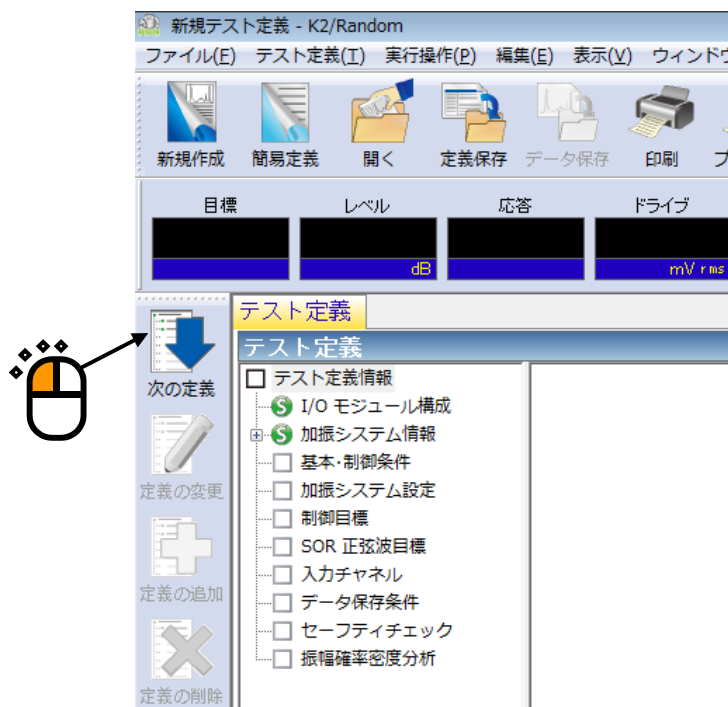 新規テスト定義 - K2/Random
ファイル(F) テスト定義(T) 実行操作(P) 編集(E) 表示(V) ウィンドウ
新規作成 簡易定義 開く 定義保存 データ保存 印刷 プ
目標 レベル 応答 ドライブ
dB mV rms
テスト定義
テスト定義
次の定義
定義の変更
定義の追加
定義の削除
テスト定義情報
I/O モジュール構成
加振システム情報
基本・制御条件
加振システム設定
制御目標
SOR 正弦波目標
入力チャネル
データ保存条件
セーフティチェック
振幅確率密度分析